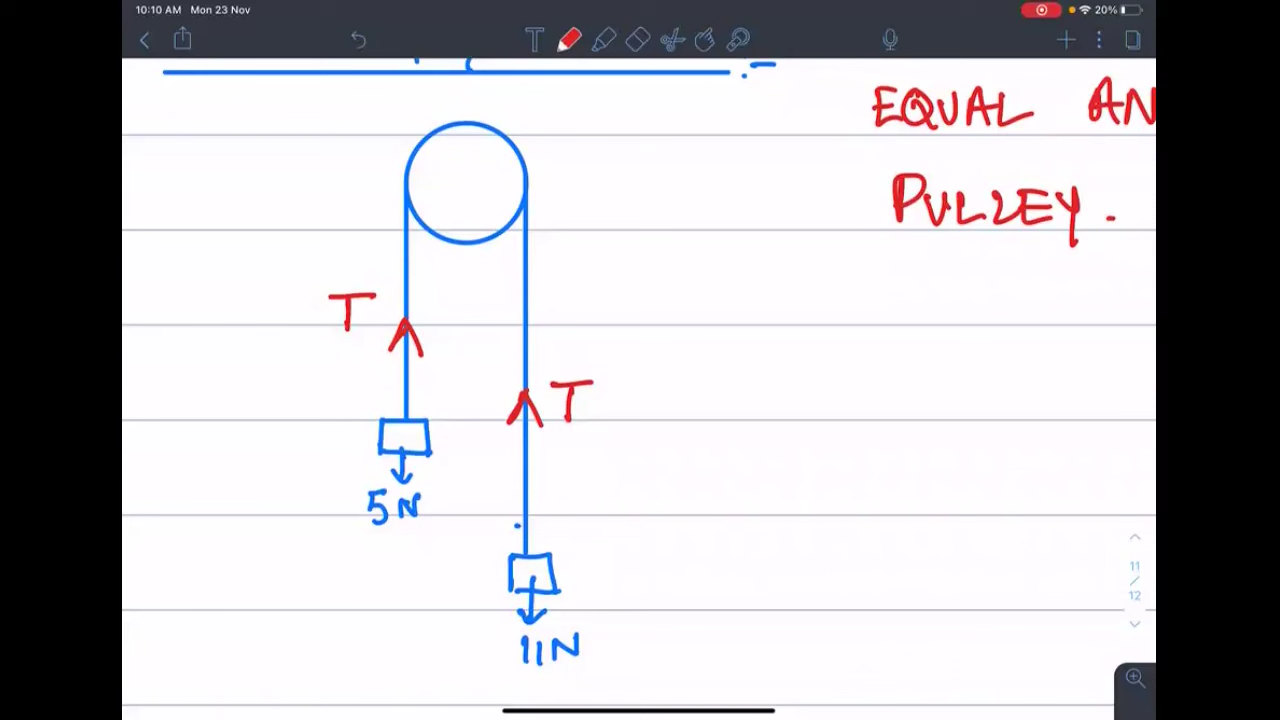 10:10 AM Mon 23 Nov
20%
EQUAL AN
PULLEY.
T
T
5N
11N
11
/
12